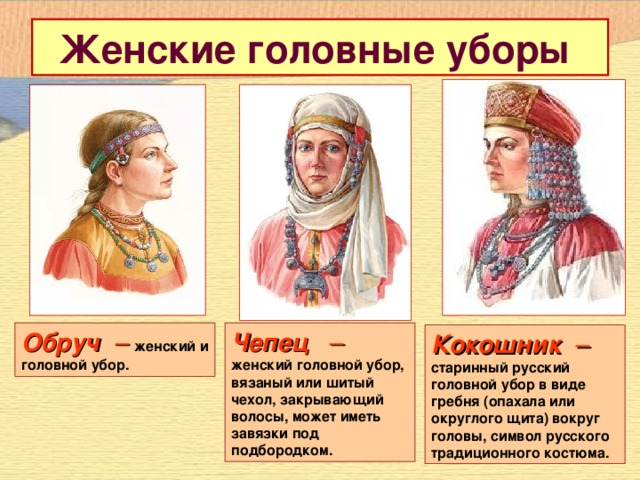 Женские головные уборы
Обруч – женский и
головной убор.
Чепец –
женский головной убор,
вязаный или шитый
чехол, закрывающий
волосы, может иметь
завязки под
подбородком.
Кокошник –
старинный русский
головной убор в виде
гребня (опахала или
округлого щита) вокруг
головы, символ русского
традиционного костюма.